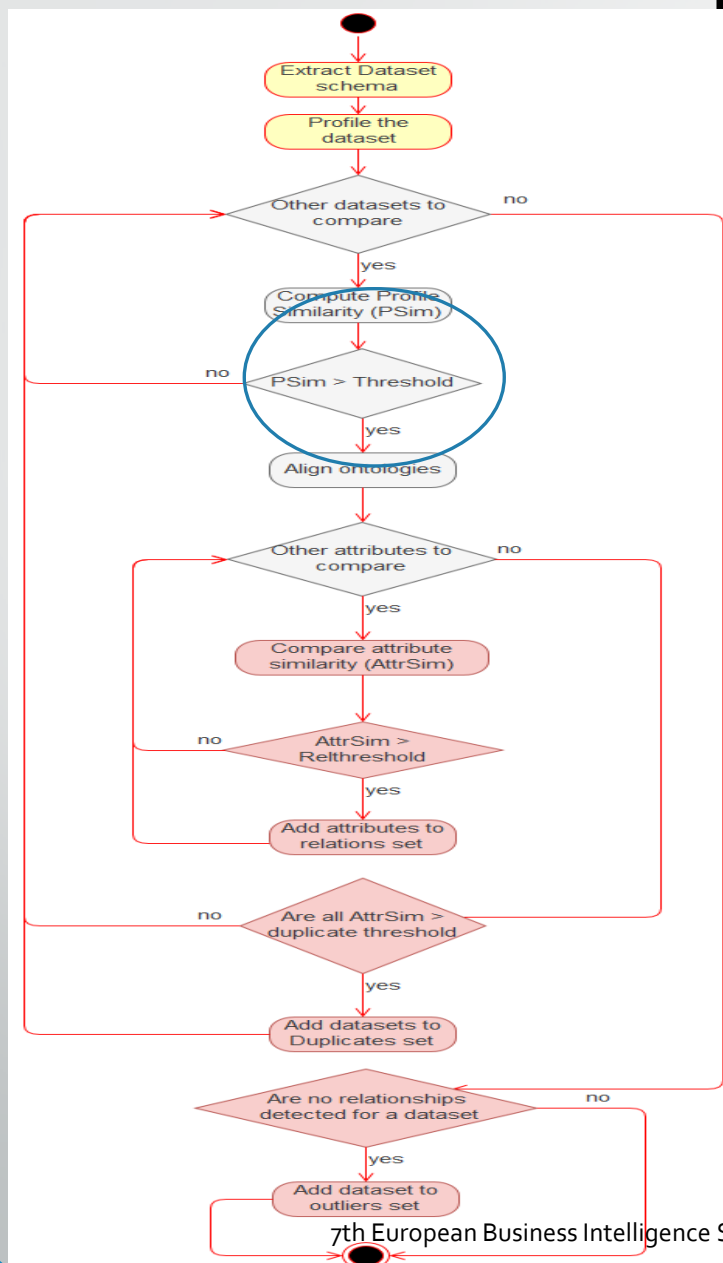 Extract Dataset
schema
Profile the
dataset
Other datasets to
compare
no
yes
Compute Profile
Similarity (PSim)
no
PSim > Threshold
yes
Align ontologies
Other attributes to
compare
no
yes
Compare attribute
similarity (AttrSim)
no
AttrSim >
Relthreshold
yes
Add attributes to
relations set
no
Are all AttrSim >
duplicate threshold
yes
Add datasets to
Duplicates set
Are no relationships
detected for a dataset
no
yes
Add dataset to
outliers set
7th European Business Intelligence S